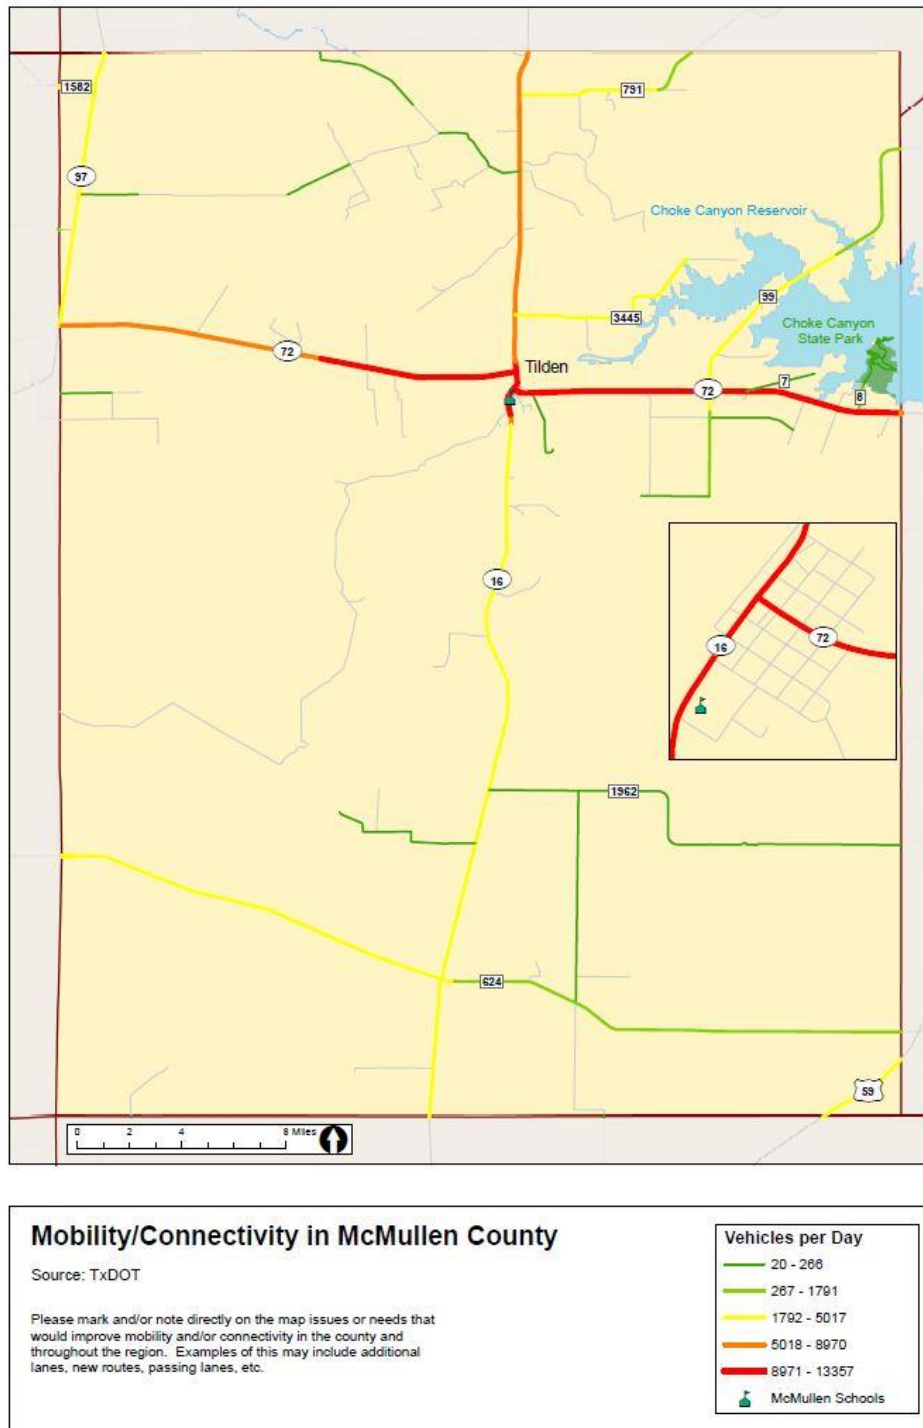 1582
791
97
Choke Canyon Reservoir
99
3445
Choke Canyon
State Park
72
Tilden
7
72
8
16
72
16
1962
624
59
0 2 4 8 Miles
Mobility/Connectivity in McMullen County
Source: TxDOT
Please mark and/or note directly on the map issues or needs that
would improve mobility and/or connectivity in the county and
throughout the region. Examples of this may include additional
lanes, new routes, passing lanes, etc.
Vehicles per Day
20 - 266
267 - 1791
1792 - 5017
5018 - 8970
8971 - 13357
McMullen Schools